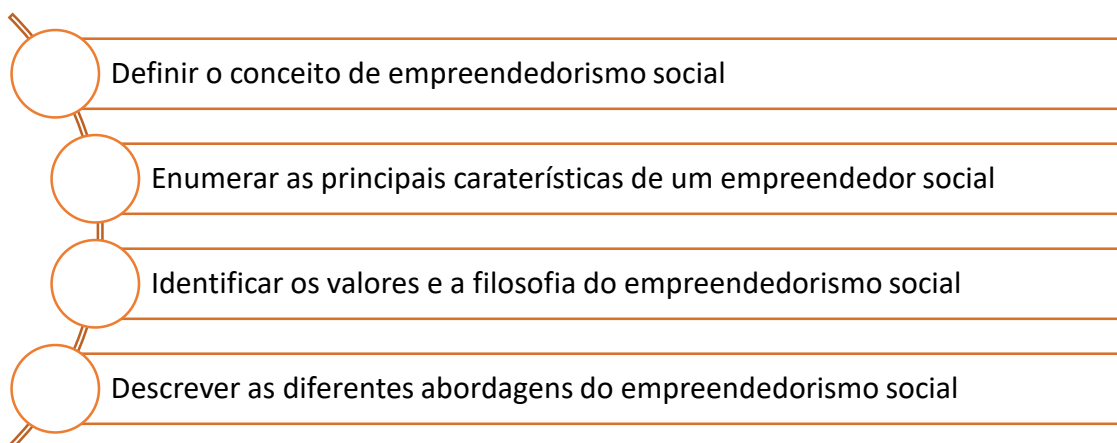 Definir o conceito de empreendedorismo social
Enumerar as principais caraterísticas de um empreendedor social
Identificar os valores e a filosofia do empreendedorismo social
Descrever as diferentes abordagens do empreendedorismo social